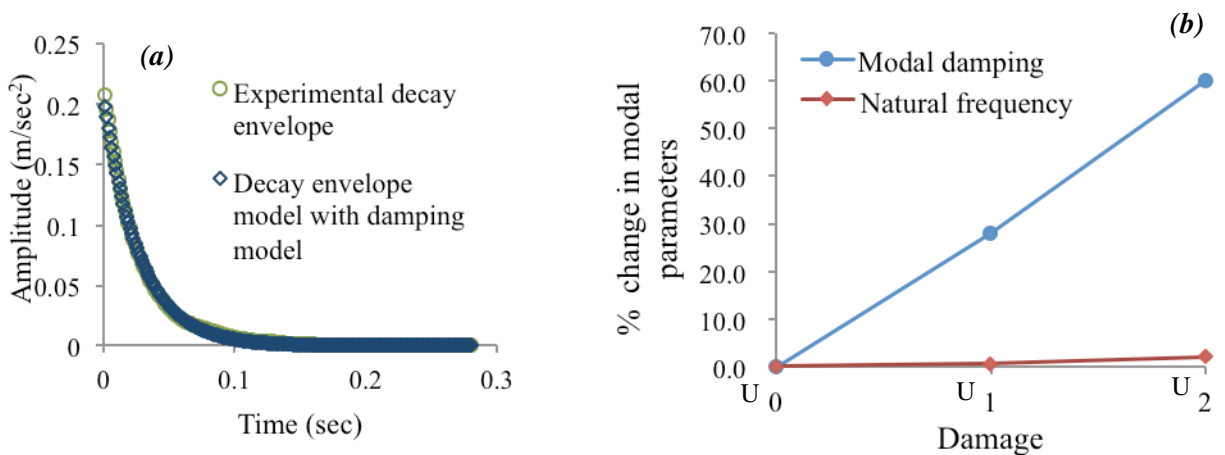 (a)
0.25
0.2
0.15
0.1
0.05
0
Amplitude (m/sec²)
Experimental decay
envelope
Decay envelope
model with damping
model
0
0.1
0.2
0.3
Time (sec)
(b)
70.0
60.0
50.0
40.0
30.0
20.0
10.0
0.0
% change in modal
parameters
Modal damping
Natural frequency
U
0
U
1
U
2
Damage